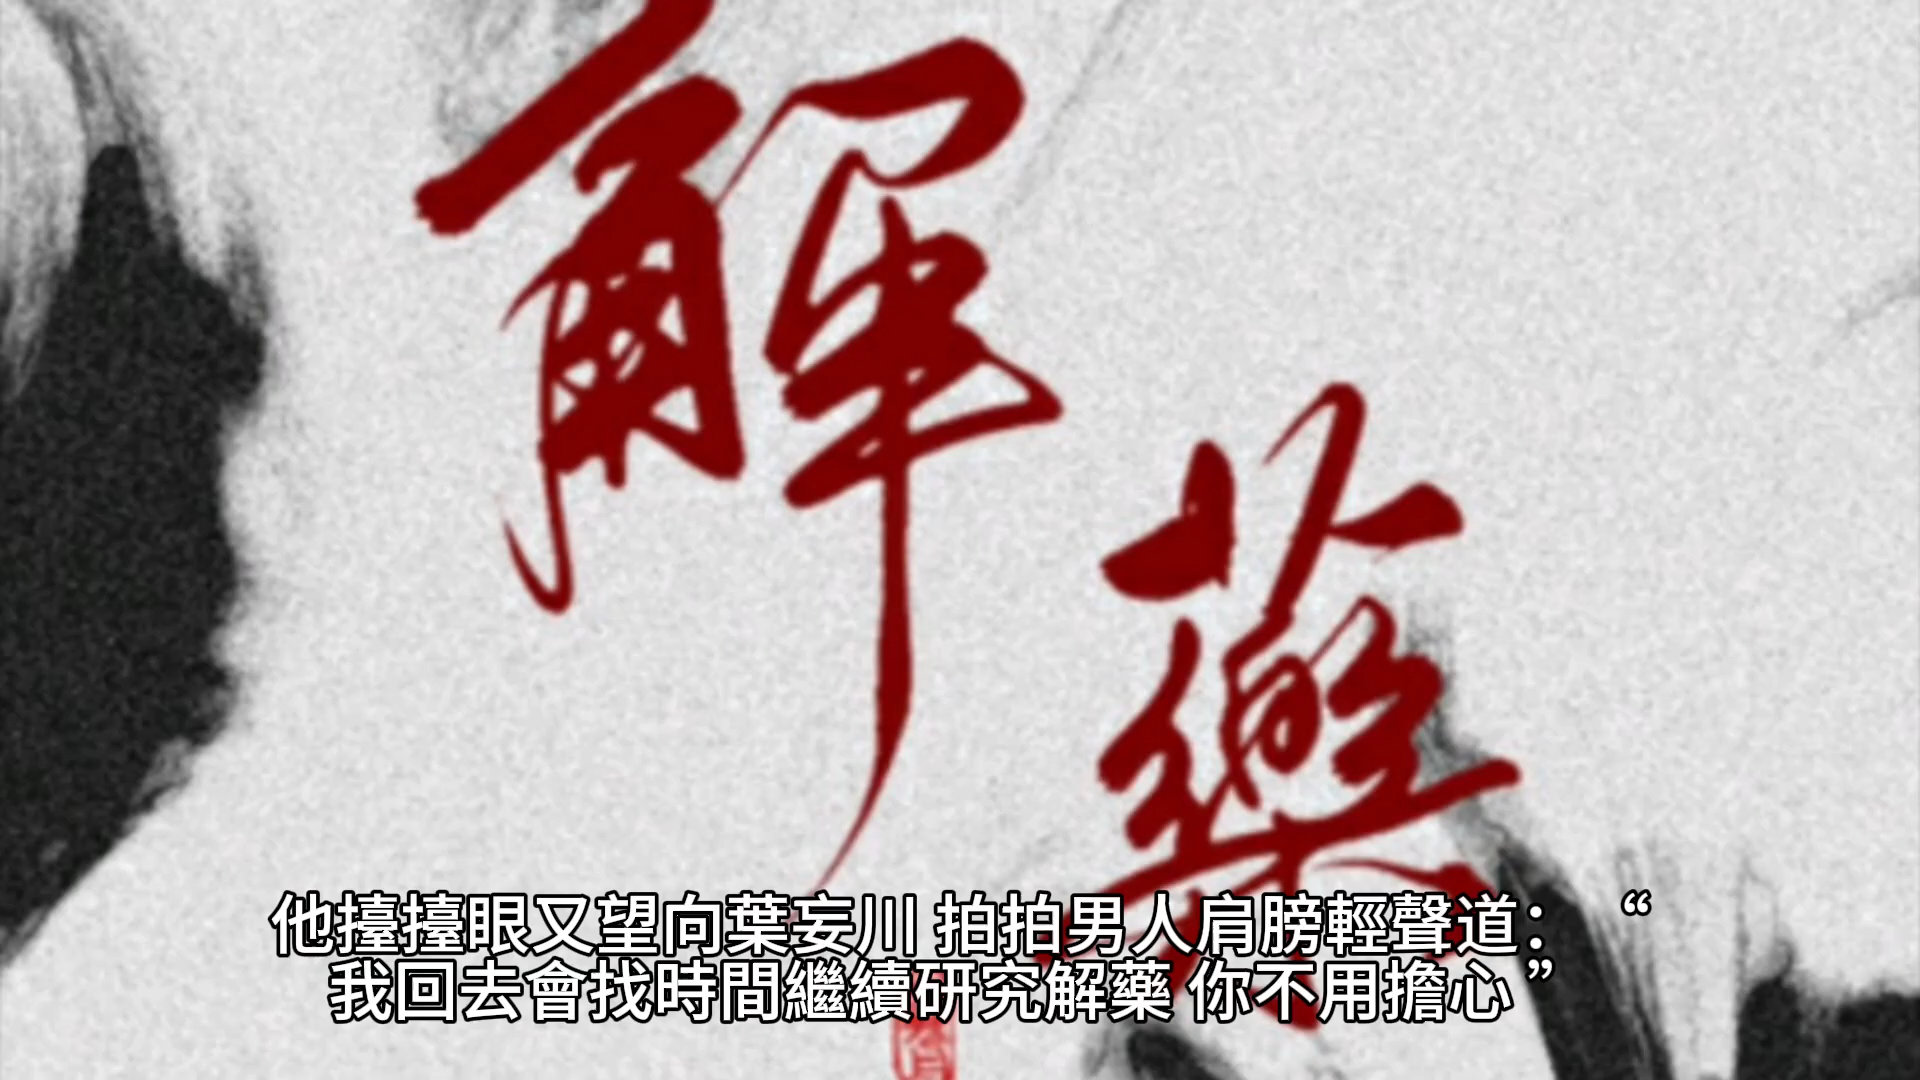 解藥
他擡擡眼又望向葉妄川 拍拍男人肩膀輕聲道：“
我回去會找時間繼續研究解藥 你不用擔心 ”